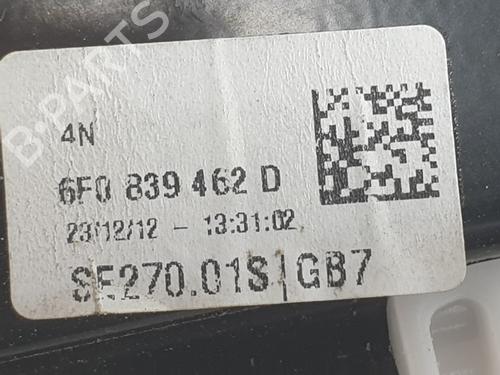 B-PARTS
4N
6F0 839 462 D
23/12/12 - 13:31:02
SE270.01S|GB7